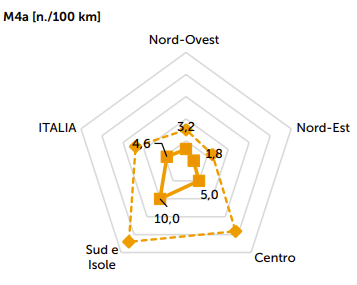 M4a [n./100 km]
Nord-Ovest
ITALIA
3,2
Nord-Est
4,6
1,8
5,0
10,0
Sud e
Isole
Centro